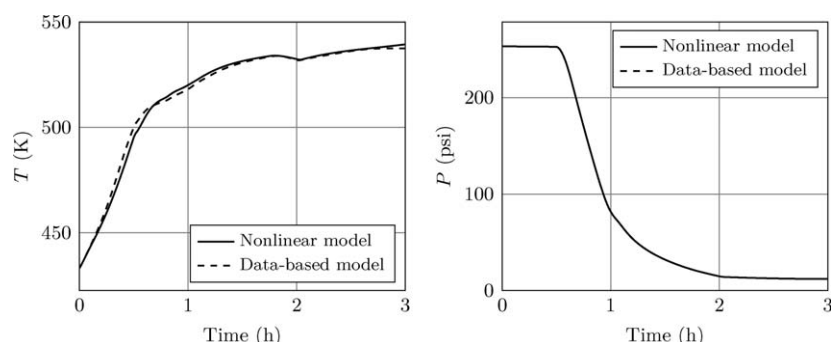 550
500
450
T (K)
0
1
2
3
Time (h)
Nonlinear model
Data-based model
200
100
0
P (psi)
0
1
2
3
Time (h)
Nonlinear model
Data-based model